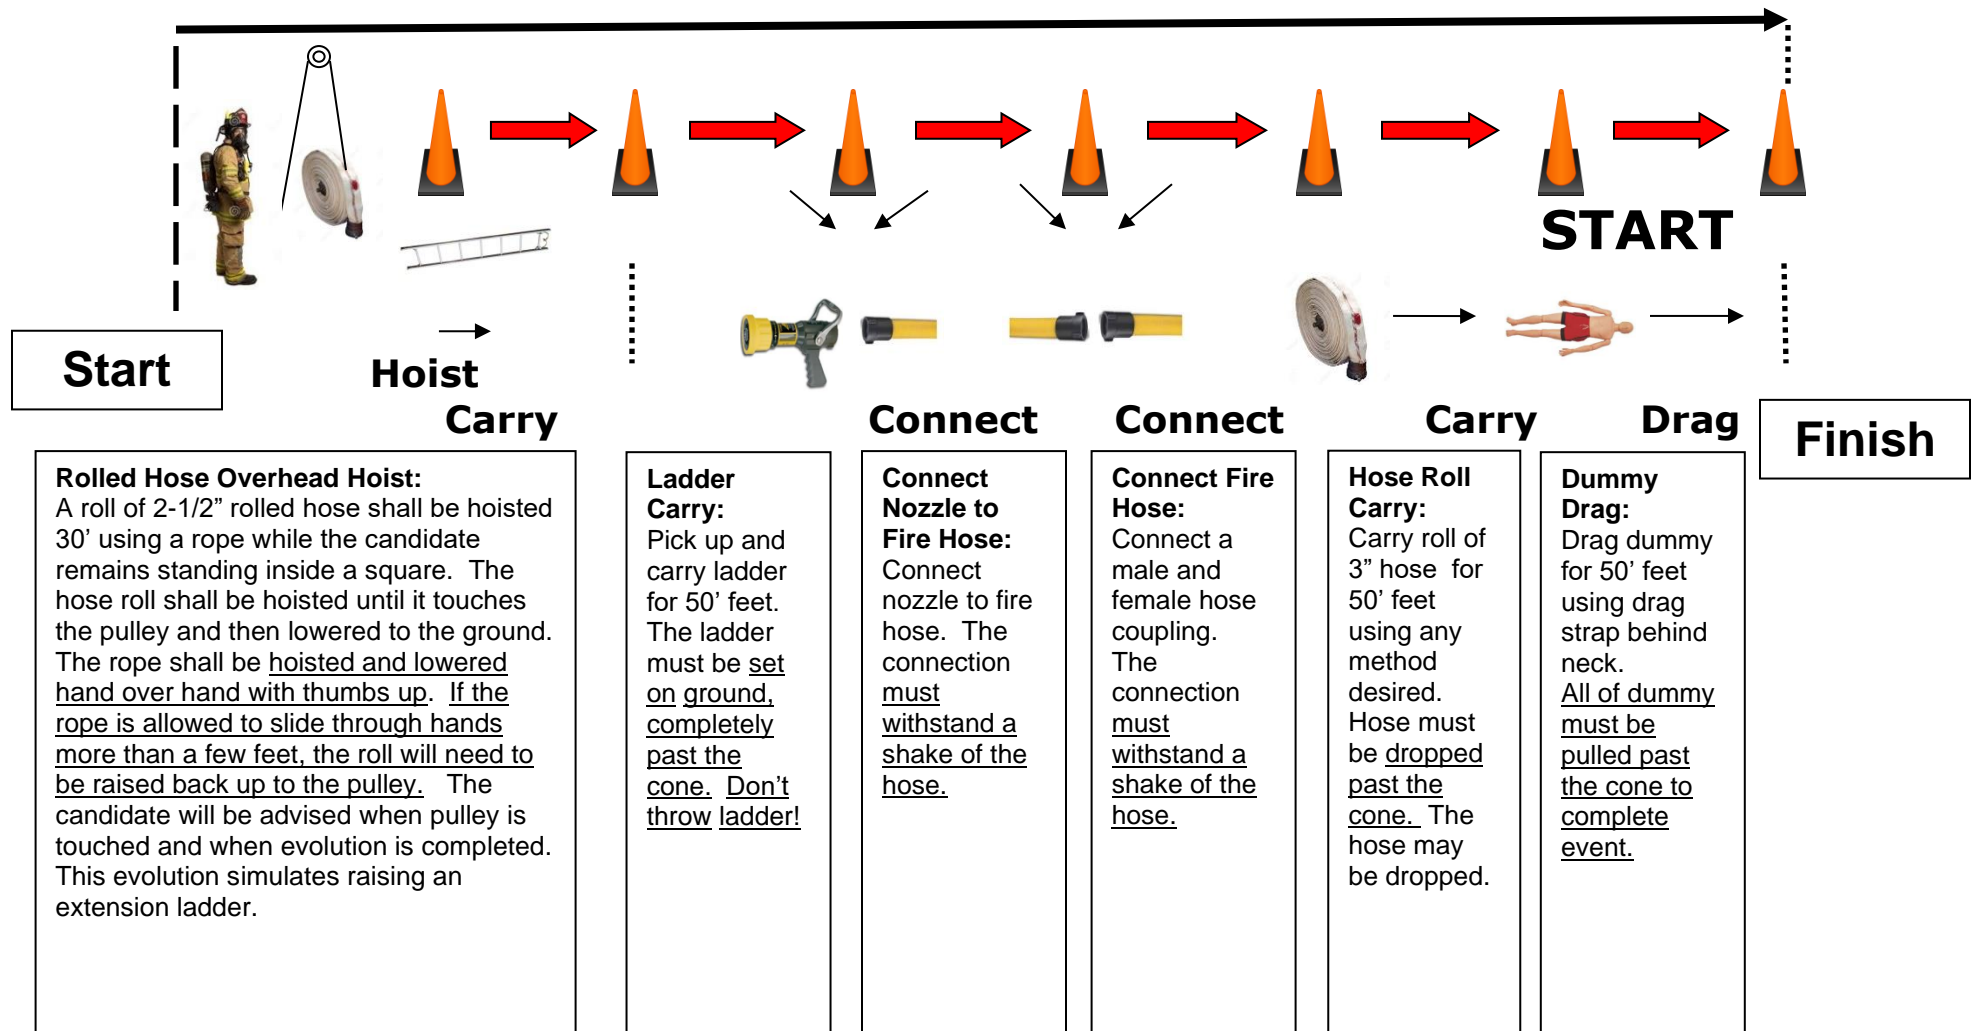 START
Start
Hoist
Carry
Connect
Connect
Carry
Drag
Finish
Rolled Hose Overhead Hoist:
A roll of 2-1/2” rolled hose shall be hoisted
30’ using a rope while the candidate
remains standing inside a square.  The
hose roll shall be hoisted until it touches
the pulley and then lowered to the ground.
The rope shall be hoisted and lowered
hand over hand with thumbs up.  If the
rope is allowed to slide through hands
more than a few feet, the roll will need to
be raised back up to the pulley.   The
candidate will be advised when pulley is
touched and when evolution is completed.
This evolution simulates raising an
extension ladder.
Ladder
Carry:
Pick up and
carry ladder
for 50’ feet.
The ladder
must be set
on ground,
completely
past the
cone.  Don’t
throw ladder!
Connect
Nozzle to
Fire Hose:
Connect
nozzle to fire
hose.  The
connection
must
withstand a
shake of the
hose.
Connect Fire
Hose:
Connect a
male and
female hose
coupling.
The
connection
must
withstand a
shake of the
hose.
Hose Roll
Carry:
Carry roll of
3” hose  for
50’ feet
using any
method
desired.
Hose must
be dropped
past the
cone.  The
hose may
be dropped.
Dummy
Drag:
Drag dummy
for 50’ feet
using drag
strap behind
neck.
All of dummy
must be
pulled past
the cone to
complete
event.